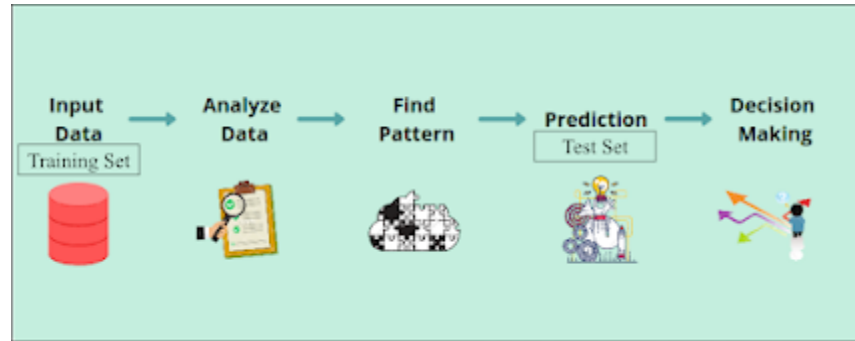 Input
Data
Training Set
Analyze
Data
Find
Pattern
Prediction
Test Set
Decision
Making